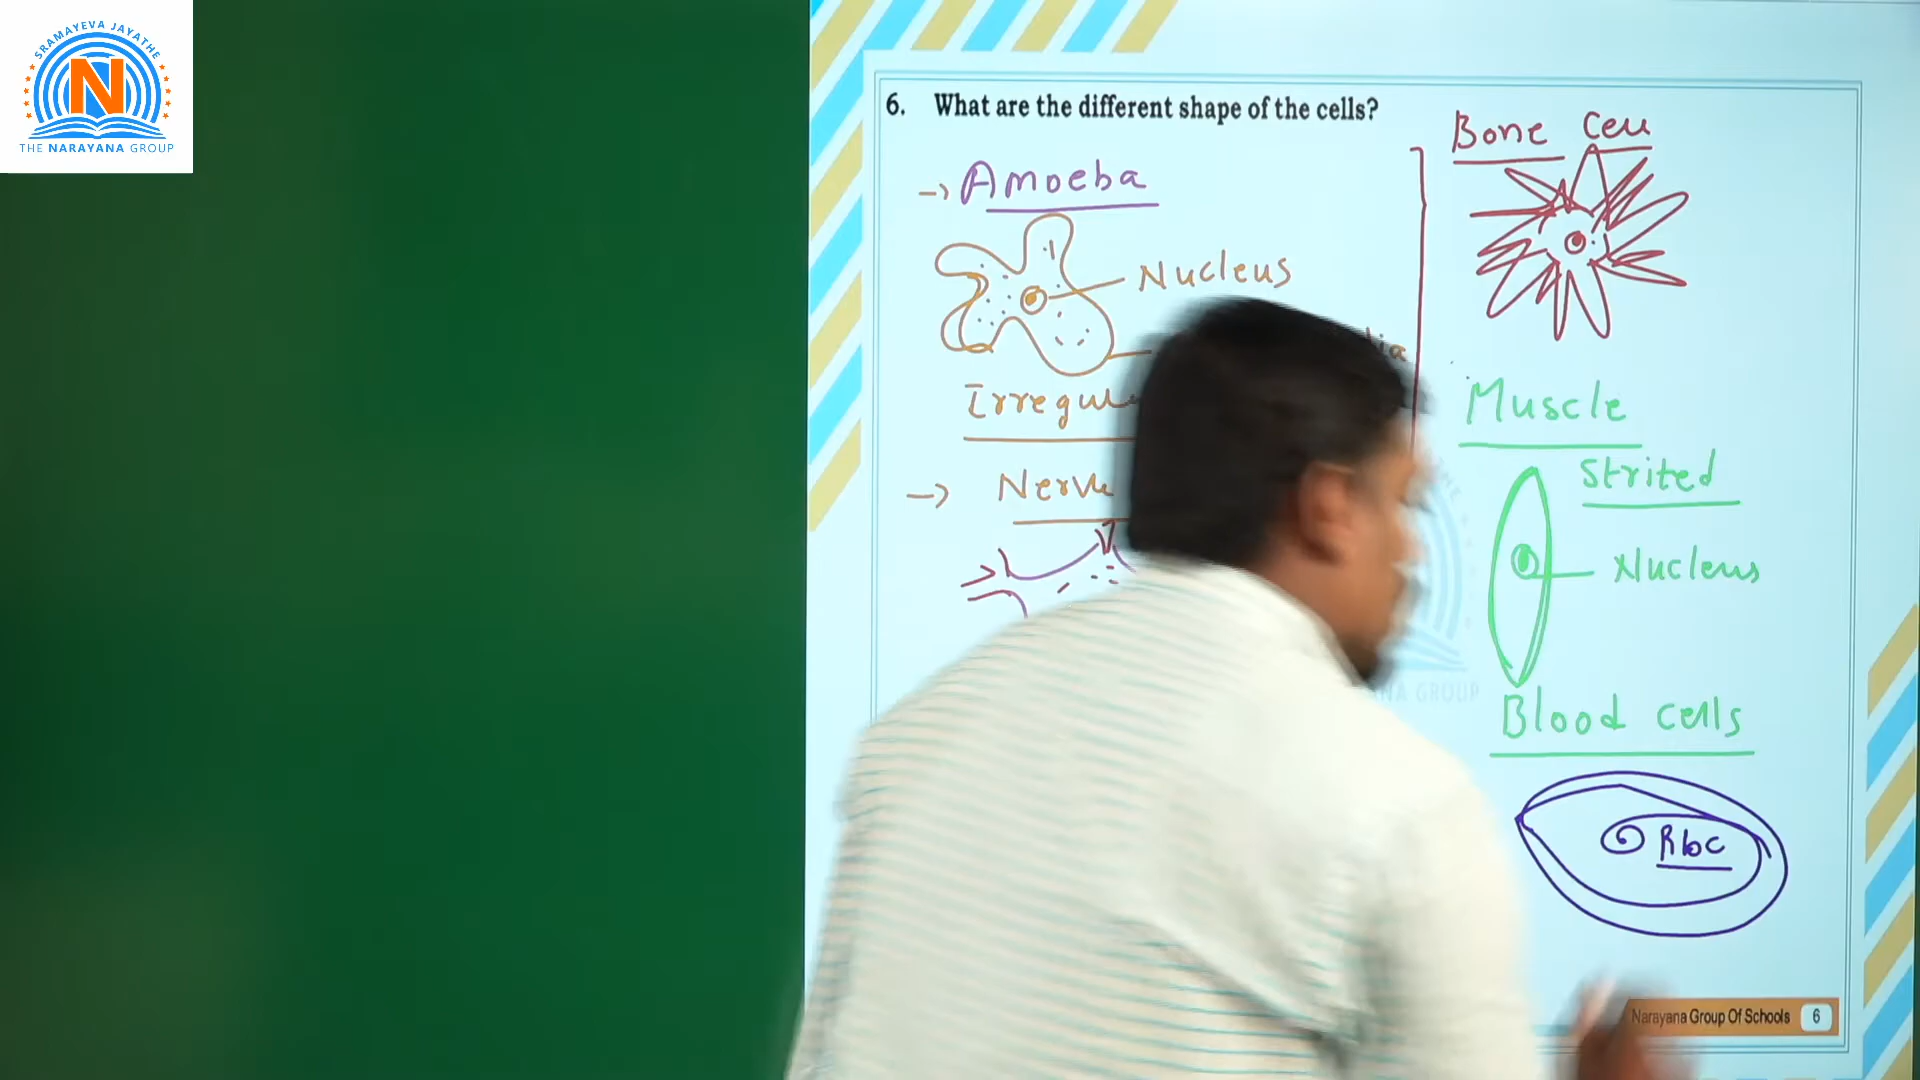 SRAMAYEVA JAYATHE
N
THE NARAYANA GROUP
6. What are the different shape of the cells?
-> Amoeba
Nucleus
-> Nerve
Bone Cell
Muscle
Strited
Nucleus
Blood cells
Rbc
Narayana Group Of Schools 6